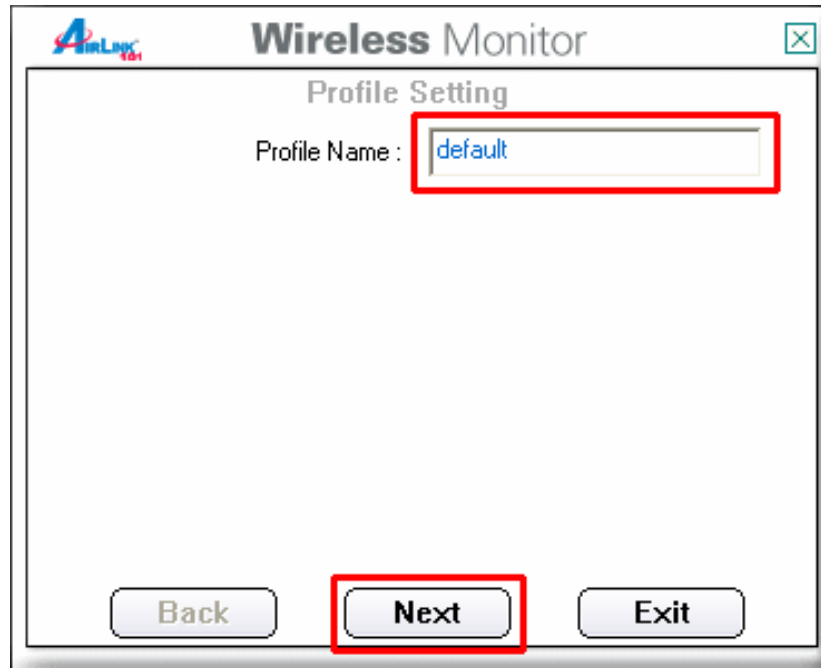 AIRLINK 101
Wireless Monitor
Profile Setting
Profile Name : default
Back Next Exit